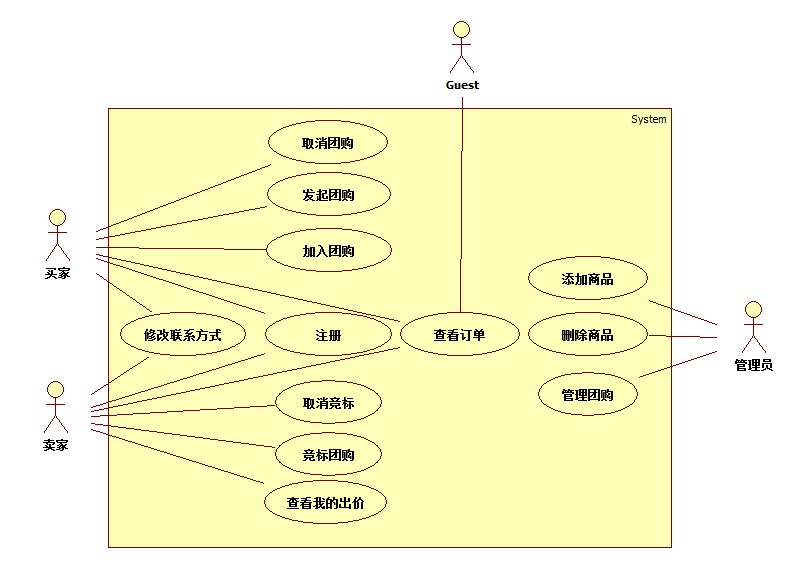 Guest
System
取消团购
发起团购
买家
加入团购
添加商品
修改联系方式
注册
查看订单
删除商品
管理员
管理团购
取消竞标
卖家
竟标团购
查看我的出价